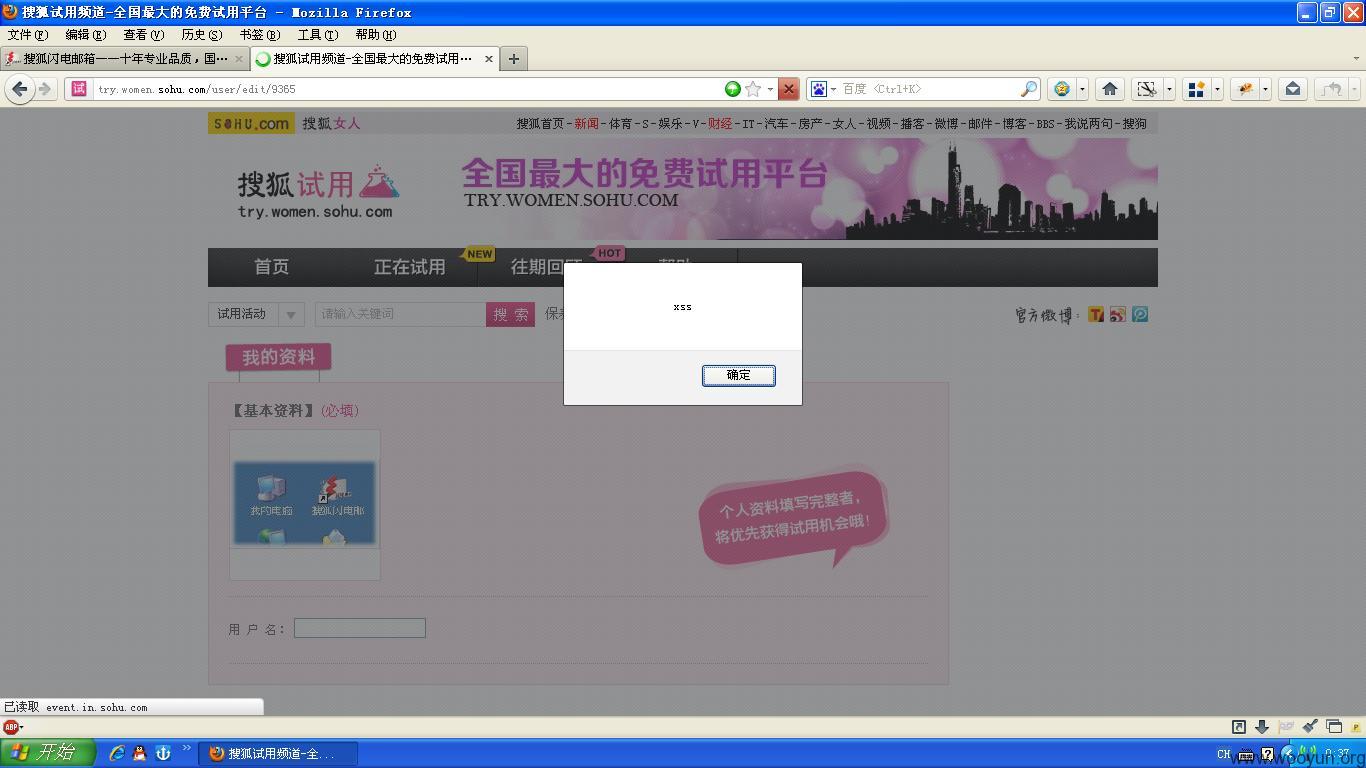 搜狐试用频道-全国最大的免费试用平台 - Mozilla Firefox
文件(F) 编辑(E) 查看(V) 历史(S) 书签(B) 工具(T) 帮助(H)
搜狐闪电邮箱——十年专业品质，国... 搜狐试用频道-全国最大的免费试用...
试 try.women.sohu.com/user/edit/9365 百度 <Ctrl+K>
SOHU.com 搜狐女人 搜狐首页-新闻-体育-S-娱乐-V-财经-IT-汽车-房产-女人-视频-播客-微博-邮件-博客-BBS-我说两句-搜狗
搜狐试用
try.women.sohu.com
全国最大的免费试用平台
TRY.WOMEN.SOHU.COM
NEW HOT
首页 正在试用 往期回顾 帮助
xss
试用活动 请输入关键词 搜 索 官方微博：
我的资料
确定
【基本资料】(必填)
我的电脑
个人资料填写完整者，
将优先获得试用机会哦！
用 户 名：
已读取 event.in.sohu.com
ABP
开始 搜狐试用频道-全... CH 0:37
www.wooyun.org